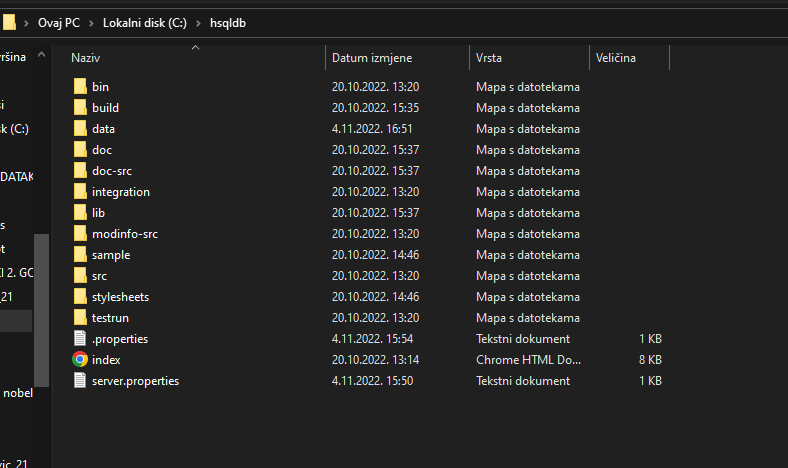 Ovaj PC > Lokalni disk (C:) > hsqldb
Naziv Datum izmjene Vrsta Veličina
bin 20.10.2022. 13:20 Mapa s datotekama
build 20.10.2022. 15:35 Mapa s datotekama
data 4.11.2022. 16:51 Mapa s datotekama
doc 20.10.2022. 15:37 Mapa s datotekama
doc-src 20.10.2022. 15:37 Mapa s datotekama
integration 20.10.2022. 13:20 Mapa s datotekama
lib 20.10.2022. 15:37 Mapa s datotekama
modinfo-src 20.10.2022. 13:20 Mapa s datotekama
sample 20.10.2022. 14:46 Mapa s datotekama
src 20.10.2022. 13:20 Mapa s datotekama
stylesheets 20.10.2022. 14:46 Mapa s datotekama
testrun 20.10.2022. 13:20 Mapa s datotekama
.properties 4.11.2022. 15:54 Tekstni dokument 1 KB
index 20.10.2022. 13:14 Chrome HTML Do... 8 KB
server.properties 4.11.2022. 15:50 Tekstni dokument 1 KB
vršina
si
sk (C:)
DATAK
s
ot
I 2. GO
_21
nobel
vic_21